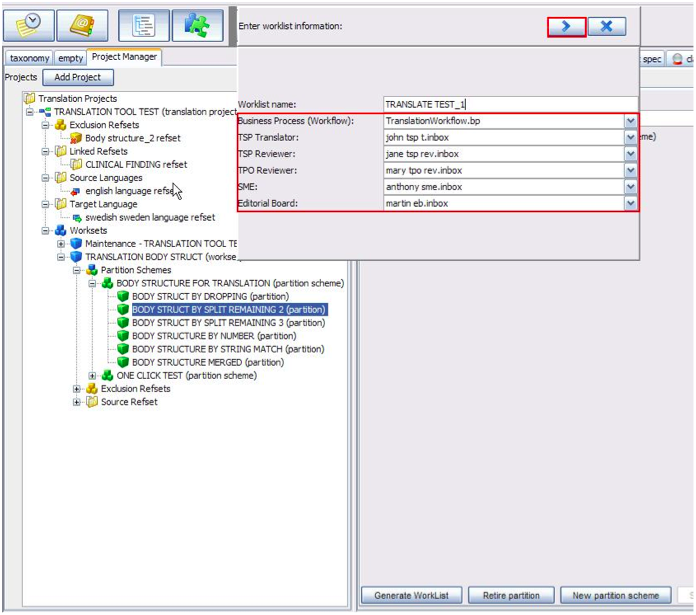 Enter worklist information:
taxonomy empty Project Manager
spec
Projects Add Project
Translation Projects
TRANSLATION TOOL TEST (translation project
Exclusion Refsets
Body structure_2 refset
Linked Refsets
CLINICAL FINDING refset
Source Languages
english language refset
Target Language
swedish sweden language refset
Worksets
Maintenance - TRANSLATION TOOL TE
TRANSLATION BODY STRUCT (workse
Partition Schemes
BODY STRUCTURE FOR TRANSLATION (partition scheme)
BODY STRUCT BY DROPPING (partition)
BODY STRUCT BY SPLIT REMAINING 2 (partition)
BODY STRUCT BY SPLIT REMAINING 3 (partition)
BODY STRUCTURE BY NUMBER (partition)
BODY STRUCTURE BY STRING MATCH (partition)
BODY STRUCTURE MERGED (partition)
ONE CLICK TEST (partition scheme)
Exclusion Refsets
Source Refset
Worklist name: TRANSLATE TEST_1
Business Process (Workflow): TranslationWorkflow.bp
TSP Translator: john tsp t.inbox
TSP Reviewer: jane tsp rev.inbox
TPO Reviewer: mary tpo rev.inbox
SME: anthony sme.inbox
Editorial Board: martin eb.inbox
eme)
Generate WorkList Retire partition New partition scheme